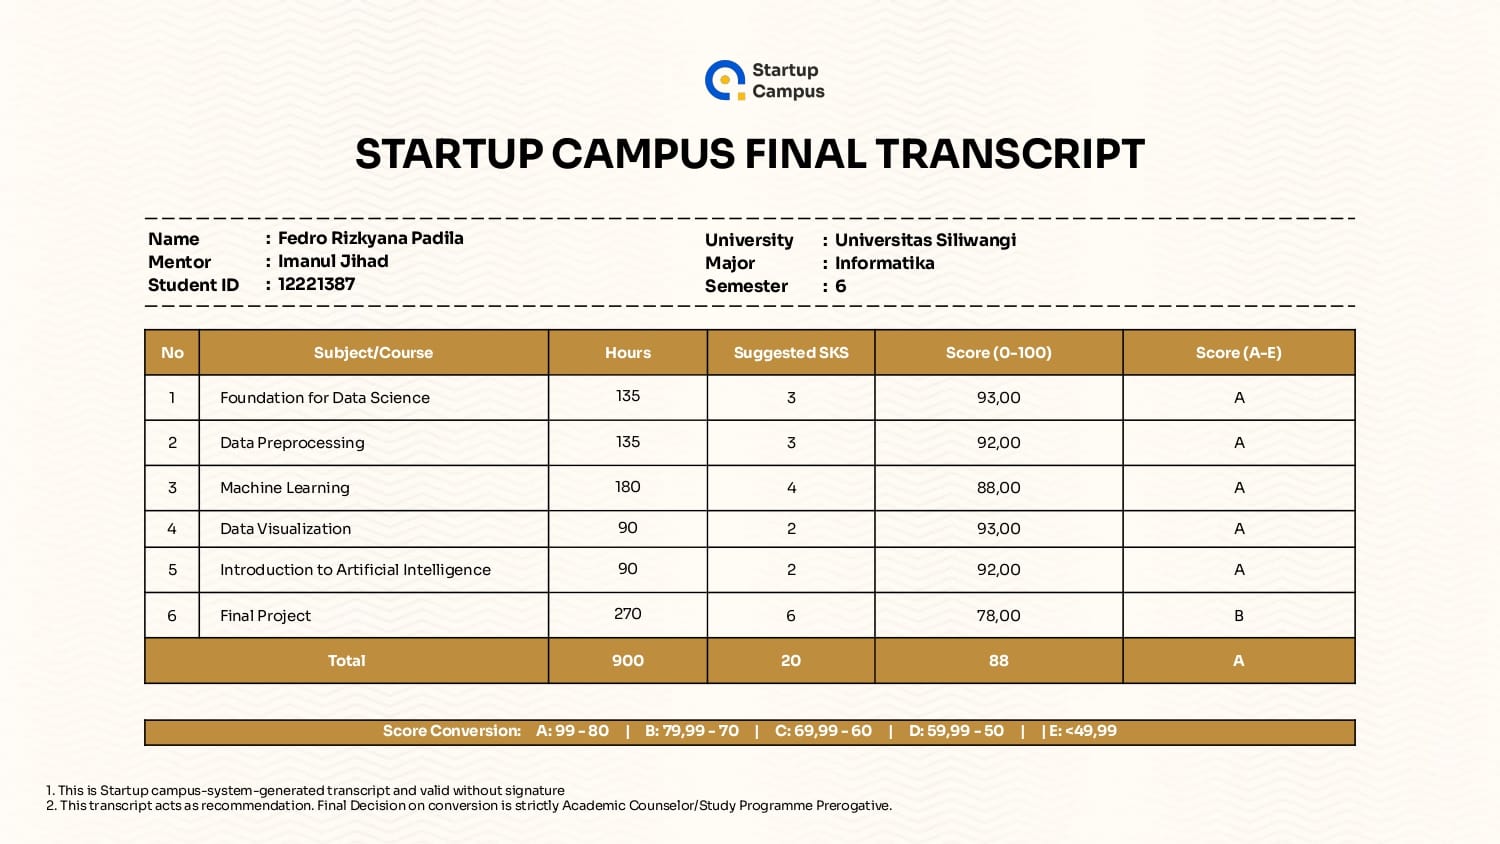 Startup
Campus
STARTUP CAMPUS FINAL TRANSCRIPT
Name : Fedro Rizkyana Padila
Mentor : Imanul Jihad
Student ID : 12221387
University : Universitas Siliwangi
Major : Informatika
Semester : 6
No Subject/Course Hours Suggested SKS Score (0-100) Score (A-E)
1 Foundation for Data Science 135 3 93,00 A
2 Data Preprocessing 135 3 92,00 A
3 Machine Learning 180 4 88,00 A
4 Data Visualization 90 2 93,00 A
5 Introduction to Artificial Intelligence 90 2 92,00 A
6 Final Project 270 6 78,00 B
Total 900 20 88 A
Score Conversion: A: 99 - 80 | B: 79,99 - 70 | C: 69,99 - 60 | D: 59,99 - 50 | | E: <49,99
1. This is Startup campus-system-generated transcript and valid without signature
2. This transcript acts as recommendation. Final Decision on conversion is strictly Academic Counselor/Study Programme Prerogative.